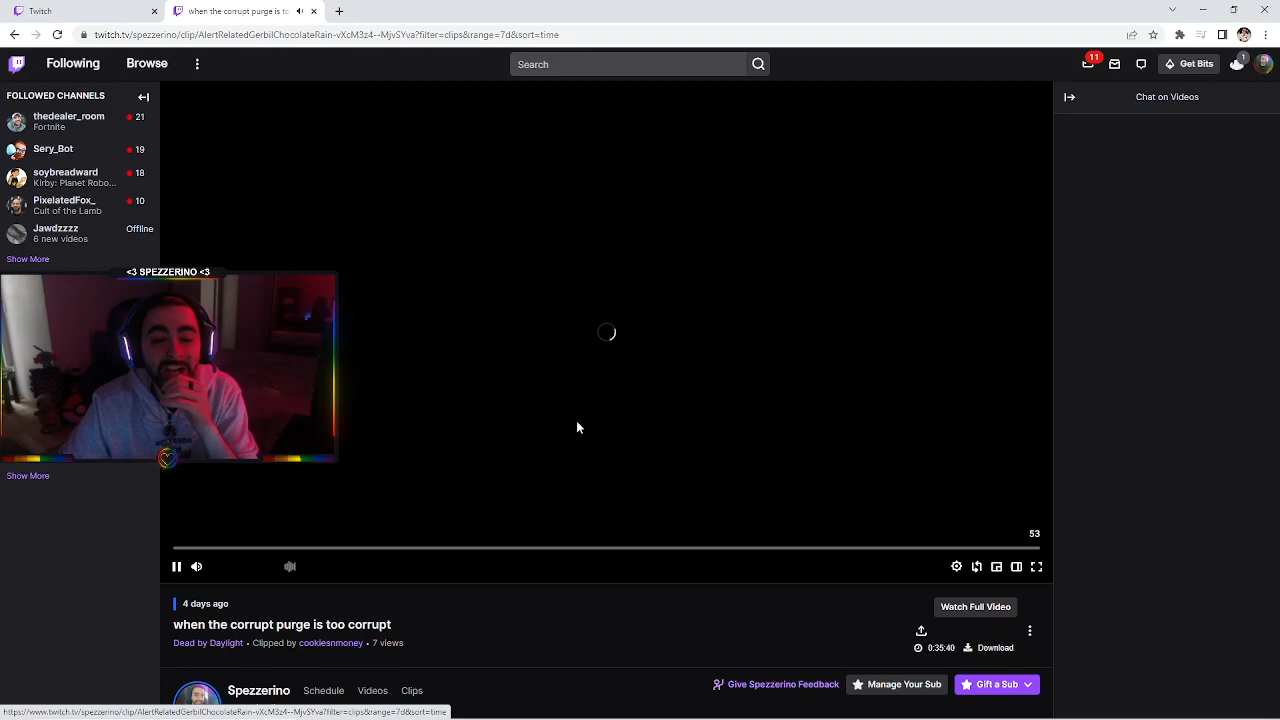 Twitch
when the corrupt purge is to
twitch.tv/spezzerino/clip/AlertRelatedGerbilChocolateRain-vXcM3z4--MjvSYva?filter=clips&range=7d&sort=time
Following
Browse
Search
11
Get Bits
1
FOLLOWED CHANNELS
thedealer_room
21
Fortnite
Sery_Bot
19
soybreadward
18
Kirby: Planet Robo...
PixelatedFox_
10
Cult of the Lamb
Jawdzzzz
Offline
6 new videos
Show More
Chat on Videos
<3 SPEZZERINO <3
Show More
53
4 days ago
Watch Full Video
when the corrupt purge is too corrupt
Dead by Daylight • Clipped by cookiesnmoney • 7 views
0:35:40
Download
Spezzerino
Schedule
Videos
Clips
Give Spezzerino Feedback
Manage Your Sub
Gift a Sub
https://www.twitch.tv/spezzerino/clip/AlertRelatedGerbilChocolateRain-vXcM3z4--MjvSYva?filter=clips&range=7d&sort=time